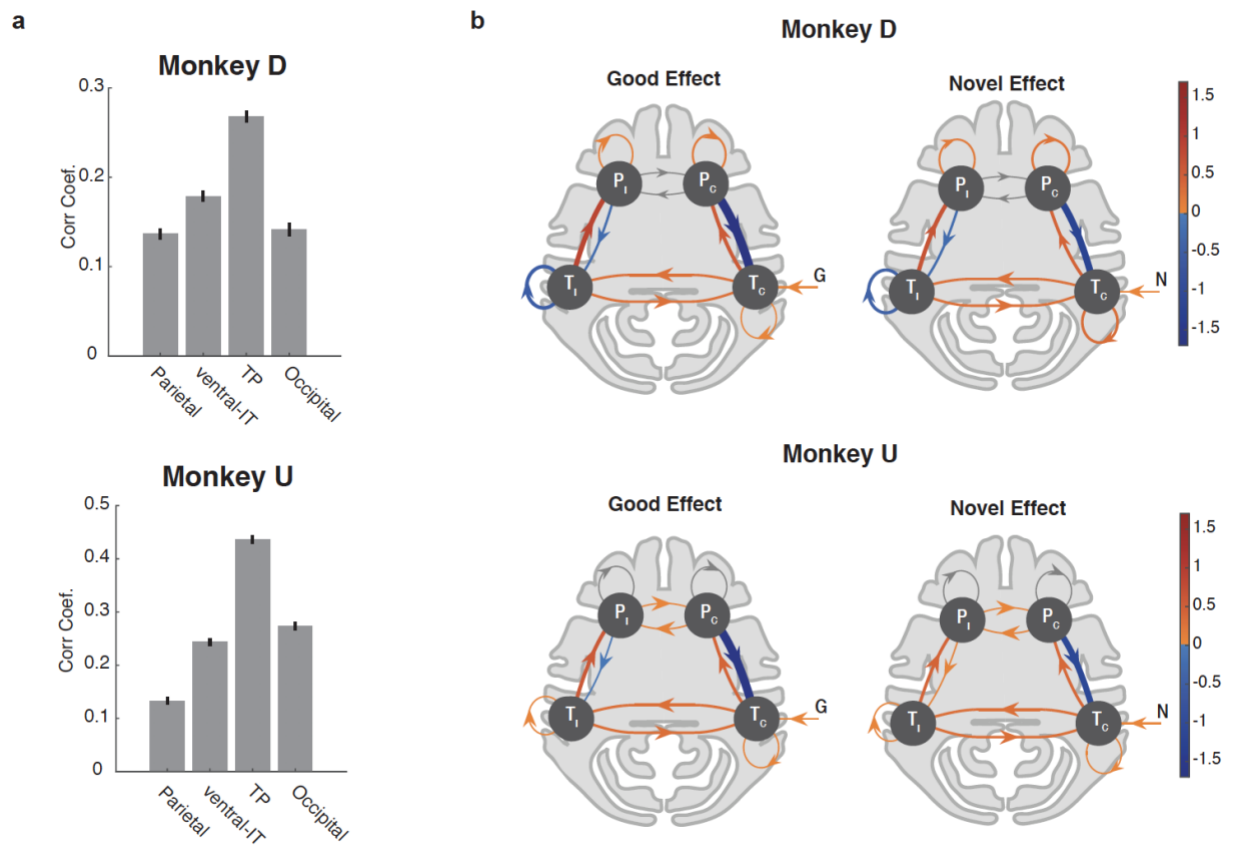 a
Monkey D
Corr Coef.
0.3
0.2
0.1
0
Parietal
ventral-IT
TP
Occipital
Monkey U
Corr Coef.
0.5
0.4
0.3
0.2
0.1
0
Parietal
ventral-IT
TP
Occipital
b
Monkey D
Good Effect
P I
P C
T I
T C
G
Novel Effect
P I
P C
T I
T C
N
1.5
1
0.5
0
-0.5
-1
-1.5
Monkey U
Good Effect
P I
P C
T I
T C
G
Novel Effect
P I
P C
T I
T C
N
1.5
1
0.5
0
-0.5
-1
-1.5